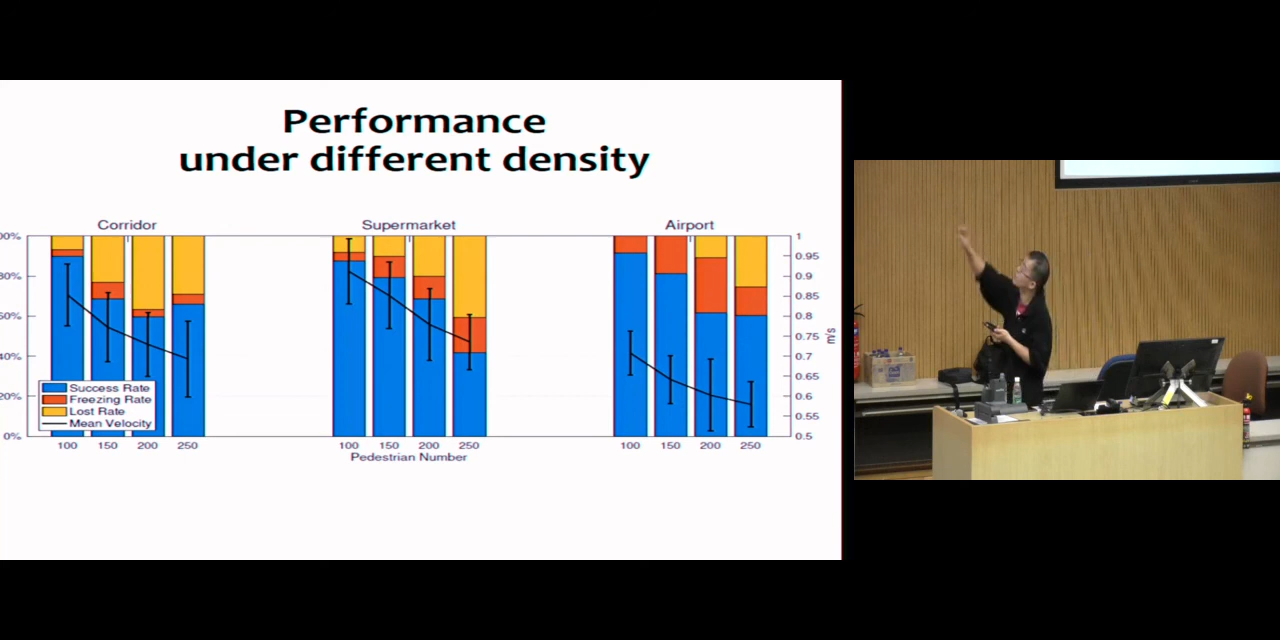 Performance
under different density
Corridor
Supermarket
Airport
00%
80%
60%
40%
20%
0%
Success Rate
Freezing Rate
Lost Rate
Mean Velocity
100 150 200 250
100 150 200 250
100 150 200 250
Pedestrian Number
1
0.95
0.9
0.85
0.8
0.75
0.7
0.65
0.6
0.55
0.5
m/s